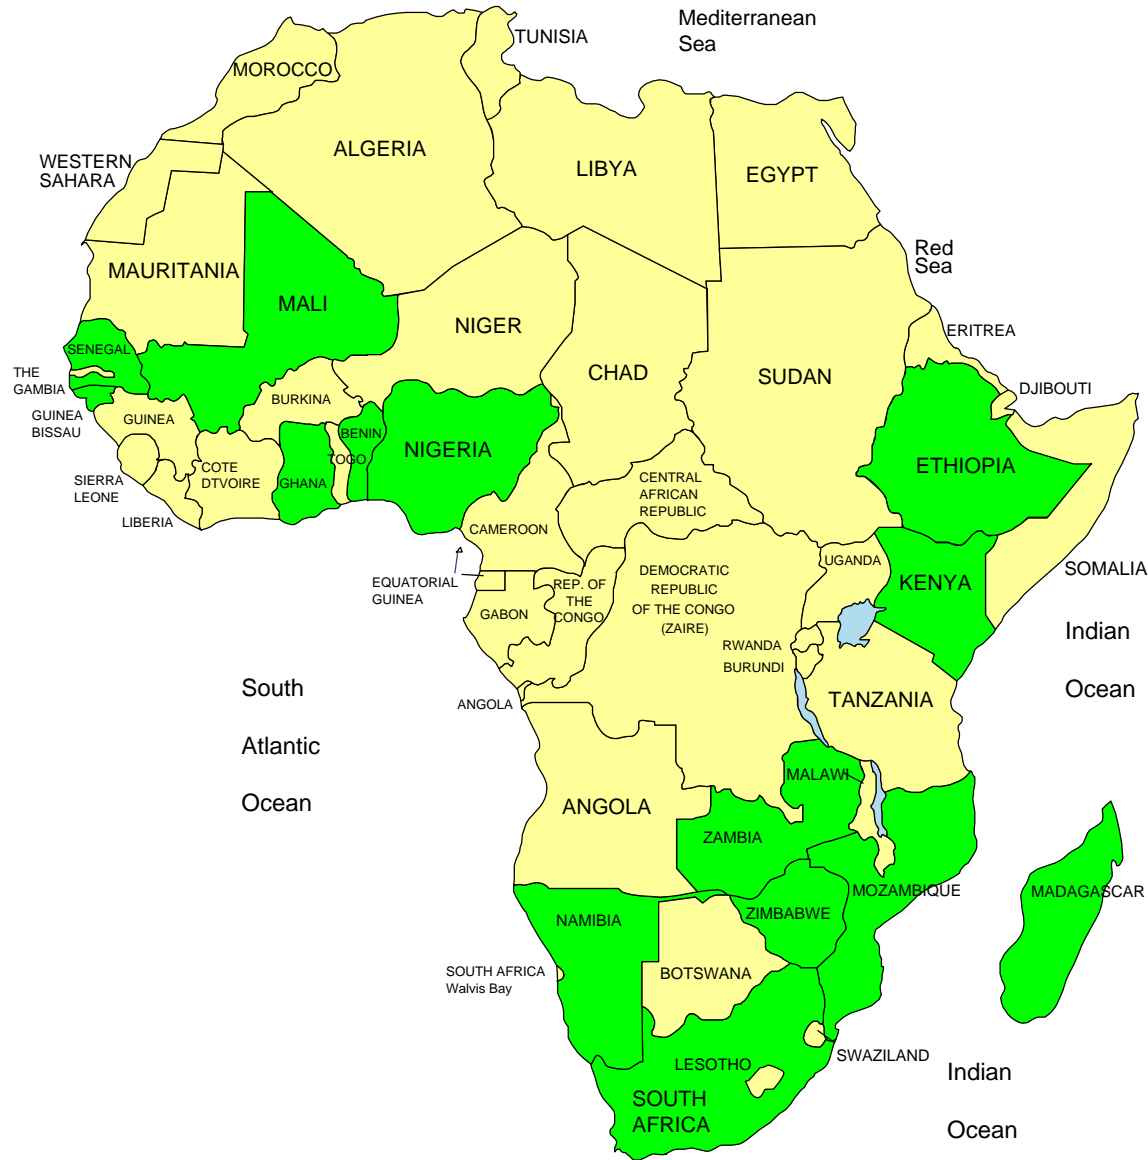 Mediterranean
Sea
TUNISIA
MOROCCO
ALGERIA
WESTERN
SAHARA
LIBYA
EGYPT
Red
Sea
MAURITANIA
MALI
NIGER
ERITREA
SENEGAL
CHAD
SUDAN
THE
GAMBIA
DJIBOUTI
BURKINA
GUINEA
BISSAU
GUINEA
BENIN
NIGERIA
TOGO
ETHIOPIA
COTE
DTVOIRE
GHANA
SIERRA
LEONE
CENTRAL
AFRICAN
REPUBLIC
LIBERIA
CAMEROON
UGANDA
SOMALIA
KENYA
EQUATORIAL
GUINEA
REP. OF
THE
CONGO
DEMOCRATIC
REPUBLIC
OF THE CONGO
(ZAIRE)
GABON
Indian
Ocean
RWANDA
BURUNDI
South
Atlantic
Ocean
ANGOLA
TANZANIA
MALAWI
ANGOLA
ZAMBIA
MOZAMBIQUE
MADAGASCAR
NAMIBIA
ZIMBABWE
SOUTH AFRICA
Walvis Bay
BOTSWANA
SWAZILAND
LESOTHO
Indian
Ocean
SOUTH
AFRICA